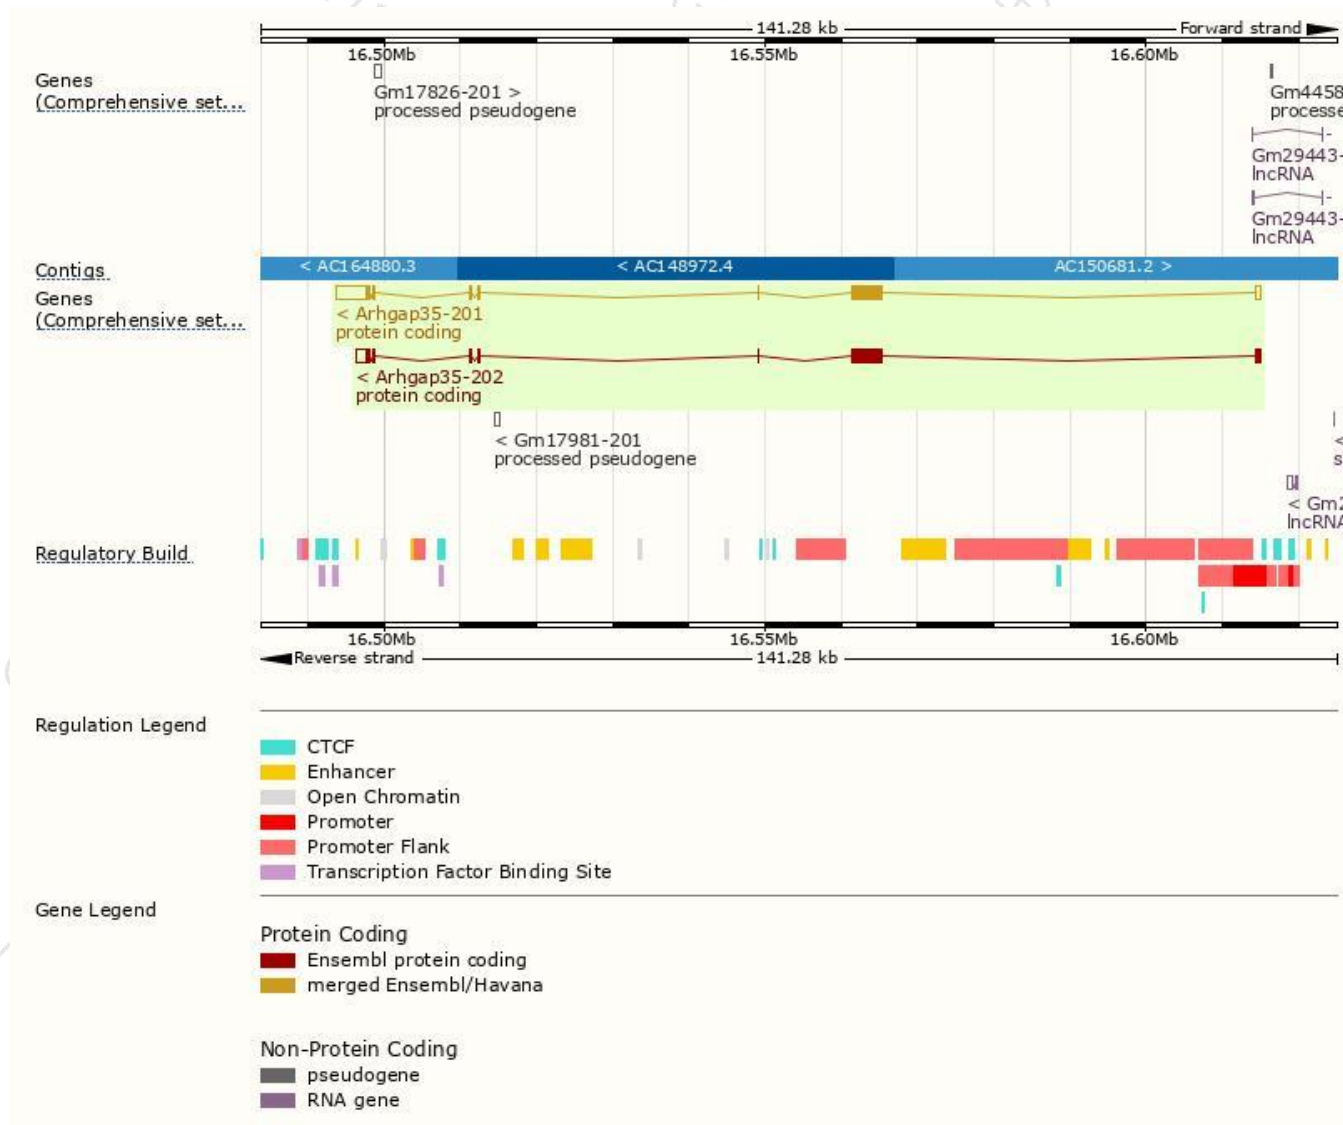 141.28 kb
Forward strand
16.50Mb
16.55Mb
16.60Mb
Genes
(Comprehensive set...
Gm17826-201 >
processed pseudogene
Gm4458
processe
Gm29443-
lncRNA
Gm29443-
lncRNA
Contigs
< AC164880.3
< AC148972.4
AC150681.2 >
Genes
(Comprehensive set...
< Arhgap35-201
protein coding
< Arhgap35-202
protein coding
< Gm17981-201
processed pseudogene
<
s
< Gm2
lncRNA
Regulatory Build
16.50Mb
16.55Mb
16.60Mb
Reverse strand
141.28 kb
Regulation Legend
CTCF
Enhancer
Open Chromatin
Promoter
Promoter Flank
Transcription Factor Binding Site
Gene Legend
Protein Coding
Ensembl protein coding
merged Ensembl/Havana
Non-Protein Coding
pseudogene
RNA gene